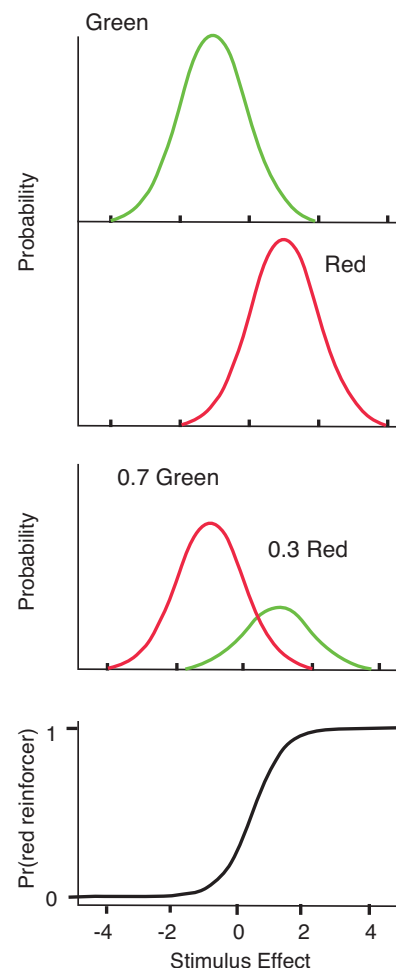 Green
Probability
Red
0.7 Green
0.3 Red
Probability
Pr(red reinforcer)
1
0
-4 -2 0 2 4
Stimulus Effect